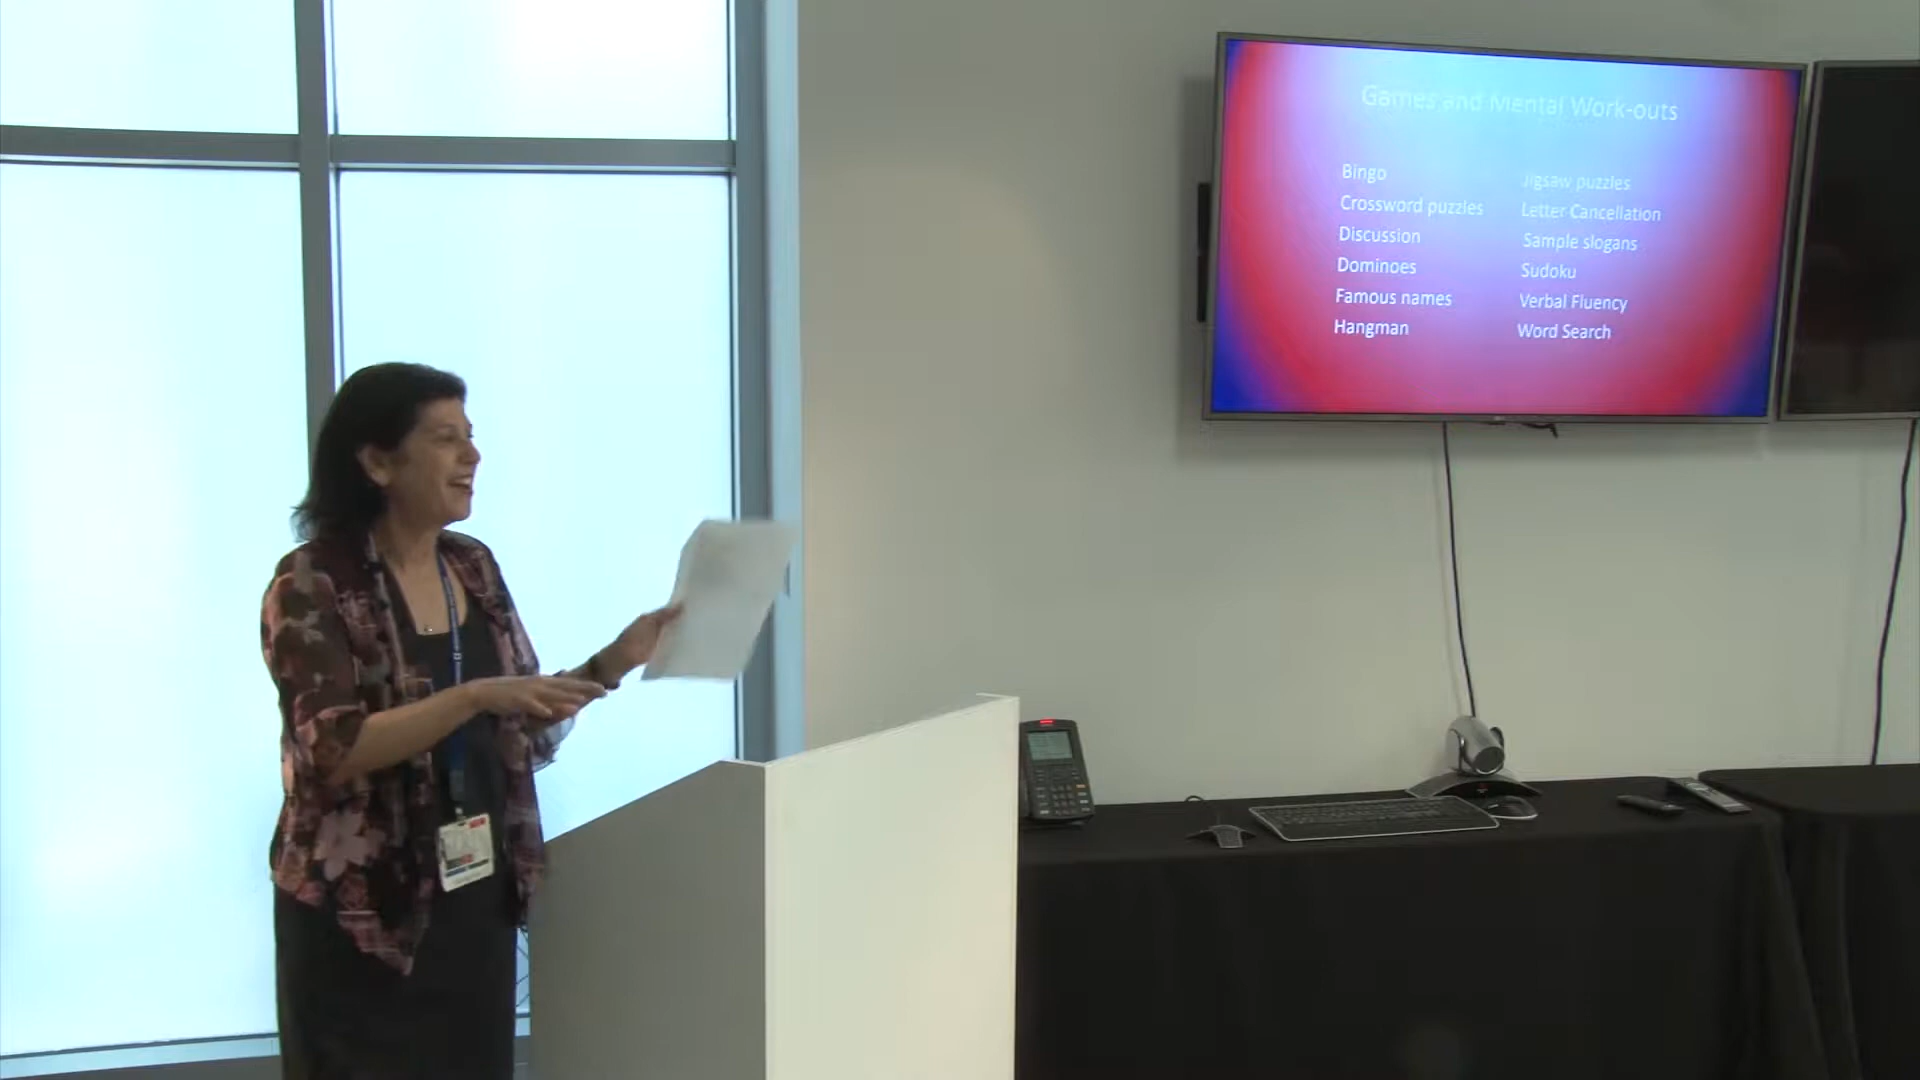 Games and Mental Work-outs
Bingo
Crossword puzzles
Discussion
Dominoes
Famous names
Hangman
Jigsaw puzzles
Letter Cancellation
Sample slogans
Sudoku
Verbal Fluency
Word Search